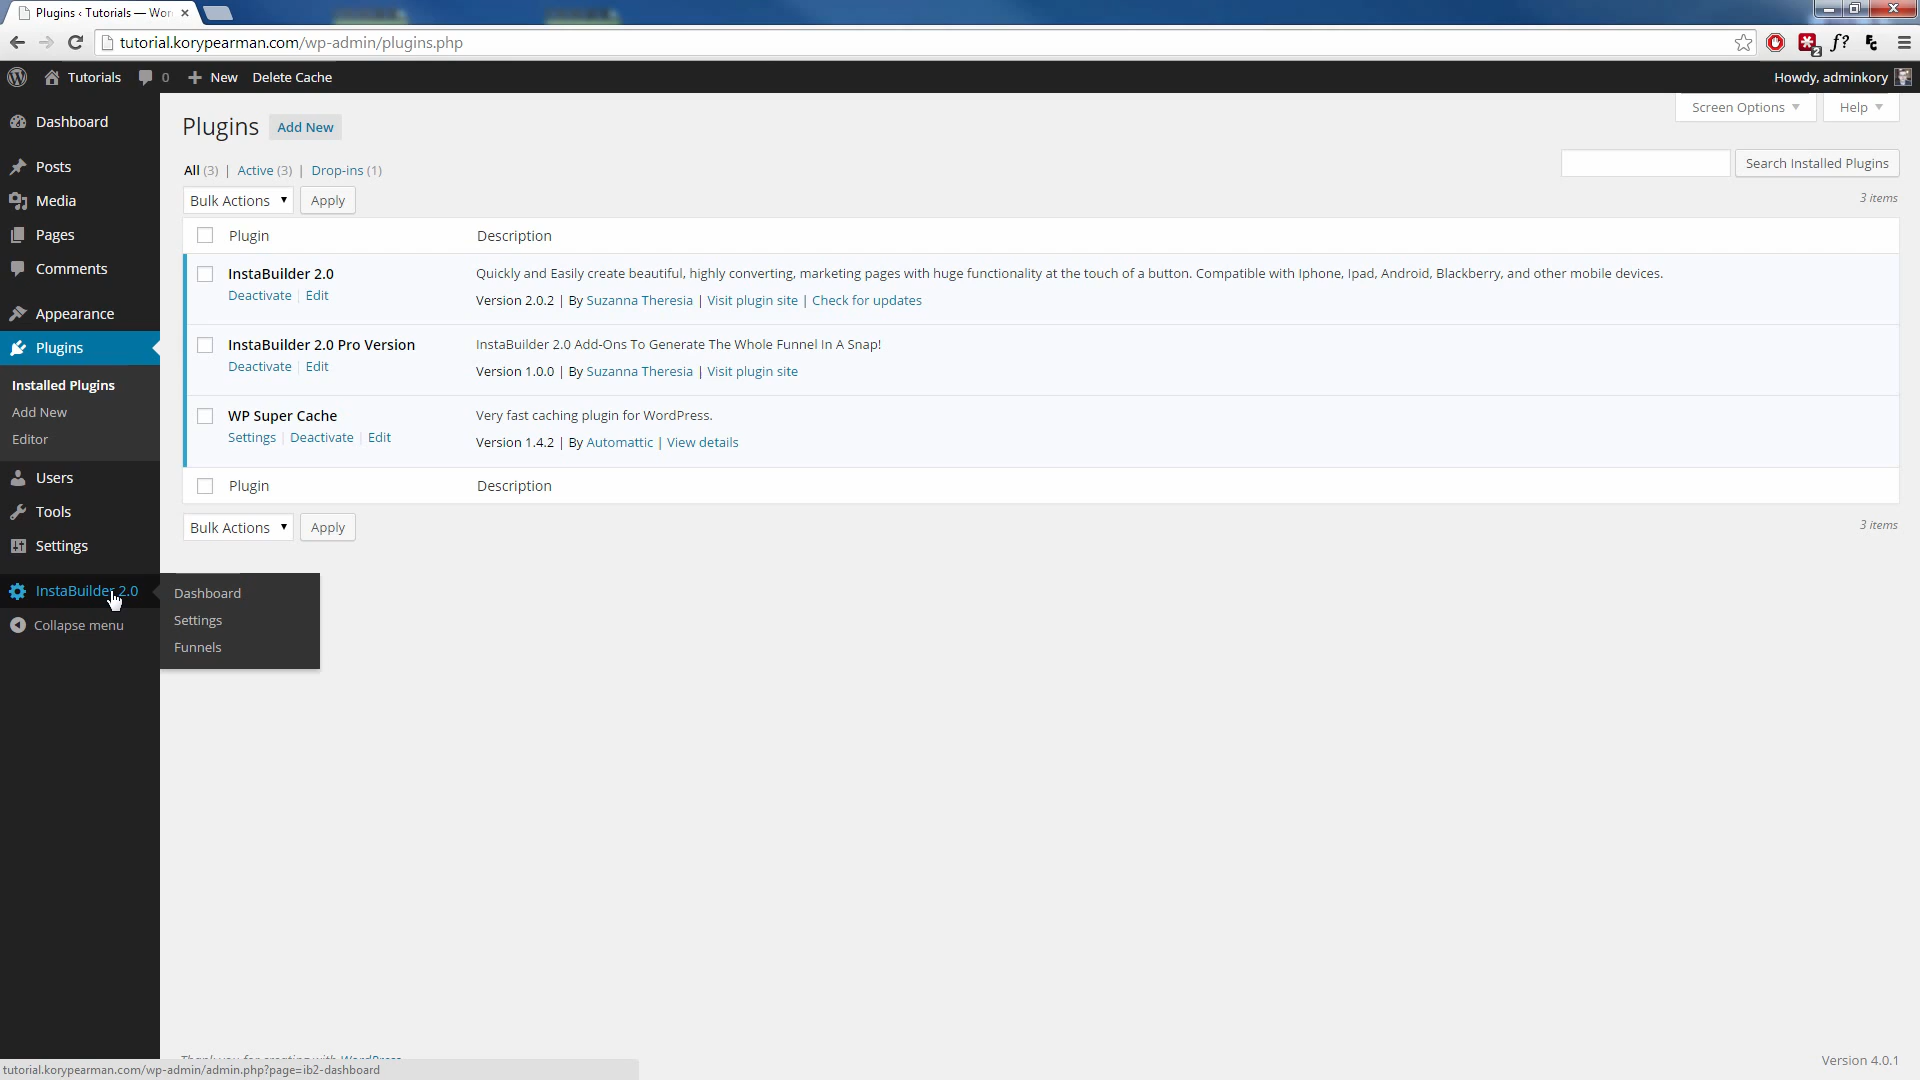 Plugins ‹ Tutorials — Wor
tutorial.korypearman.com/wp-admin/plugins.php
2
f?
Tutorials 0 New Delete Cache Howdy, adminkory
Screen Options Help
Dashboard
Posts
Media
Pages
Comments
Appearance
Plugins
Installed Plugins
Add New
Editor
Users
Tools
Settings
InstaBuilder 2.0
Collapse menu
Dashboard
Settings
Funnels
Plugins Add New
All (3) | Active (3) | Drop-ins (1)
Search Installed Plugins
Bulk Actions Apply
3 items
Plugin Description
InstaBuilder 2.0
Deactivate | Edit
Quickly and Easily create beautiful, highly converting, marketing pages with huge functionality at the touch of a button. Compatible with Iphone, Ipad, Android, Blackberry, and other mobile devices.
Version 2.0.2 | By Suzanna Theresia | Visit plugin site | Check for updates
InstaBuilder 2.0 Pro Version
Deactivate | Edit
InstaBuilder 2.0 Add-Ons To Generate The Whole Funnel In A Snap!
Version 1.0.0 | By Suzanna Theresia | Visit plugin site
WP Super Cache
Settings | Deactivate | Edit
Very fast caching plugin for WordPress.
Version 1.4.2 | By Automattic | View details
Plugin Description
Bulk Actions Apply
3 items
Thank you for creating with WordPress
Version 4.0.1
tutorial.korypearman.com/wp-admin/admin.php?page=ib2-dashboard